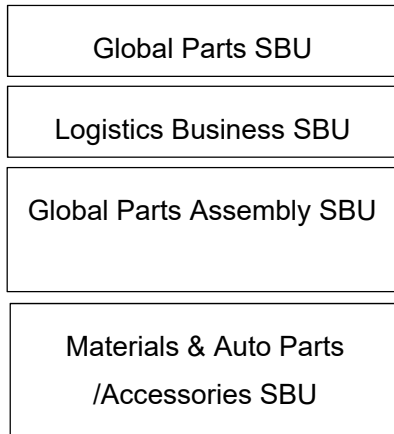 Global Parts SBU
Logistics Business SBU
Global Parts Assembly SBU
Materials & Auto Parts
/Accessories SBU